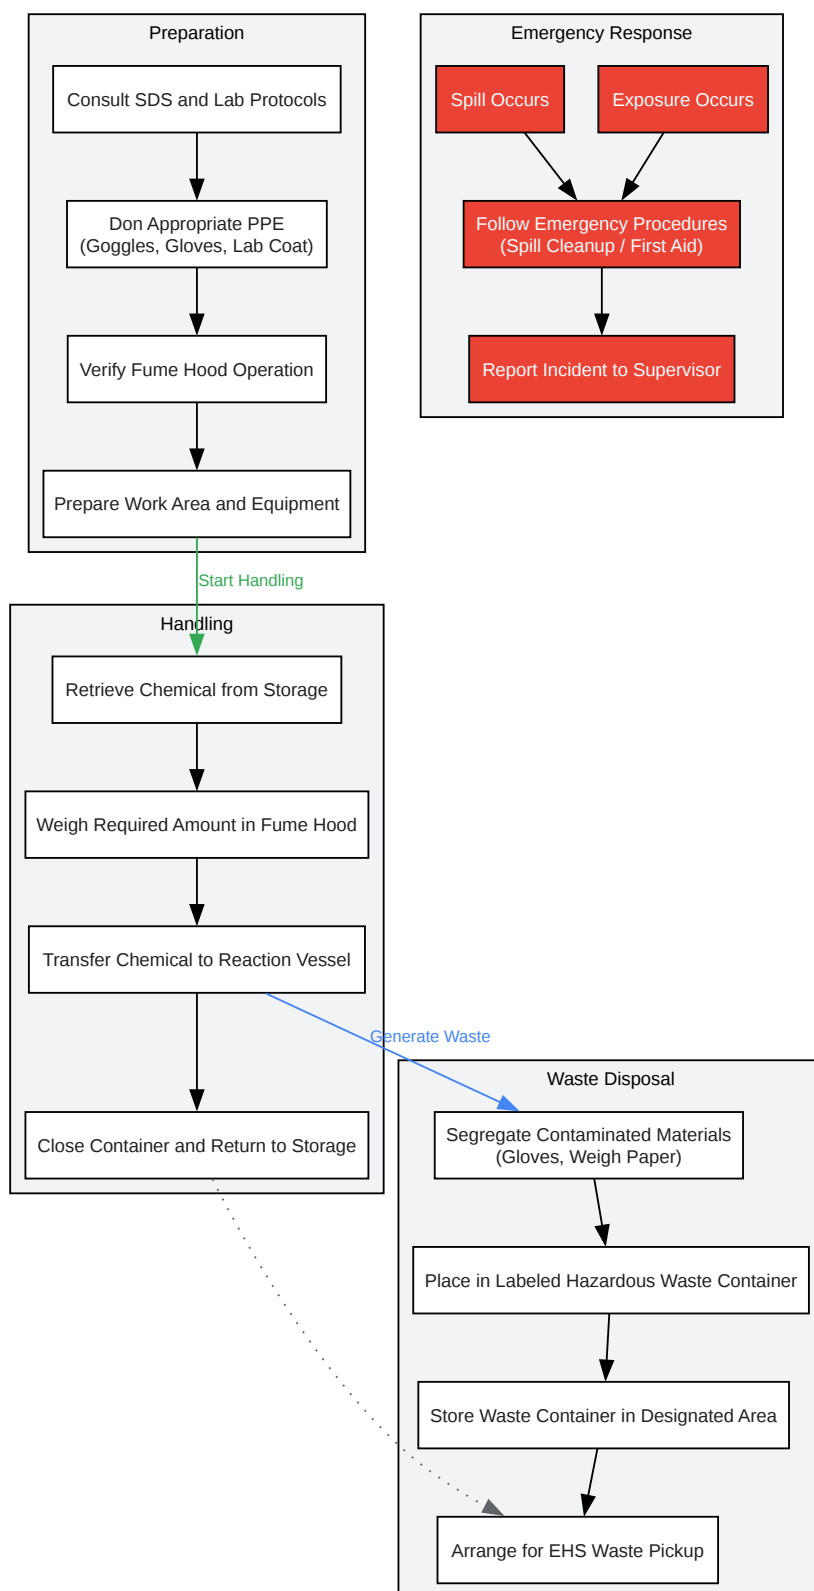 Preparation
Consult SDS and Lab Protocols
Don Appropriate PPE
(Goggles, Gloves, Lab Coat)
Verify Fume Hood Operation
Prepare Work Area and Equipment
Emergency Response
Spill Occurs
Exposure Occurs
Follow Emergency Procedures
(Spill Cleanup / First Aid)
Report Incident to Supervisor
Start Handling
Handling
Retrieve Chemical from Storage
Weigh Required Amount in Fume Hood
Transfer Chemical to Reaction Vessel
Close Container and Return to Storage
Generate Waste
Waste Disposal
Segregate Contaminated Materials
(Gloves, Weigh Paper)
Place in Labeled Hazardous Waste Container
Store Waste Container in Designated Area
Arrange for EHS Waste Pickup